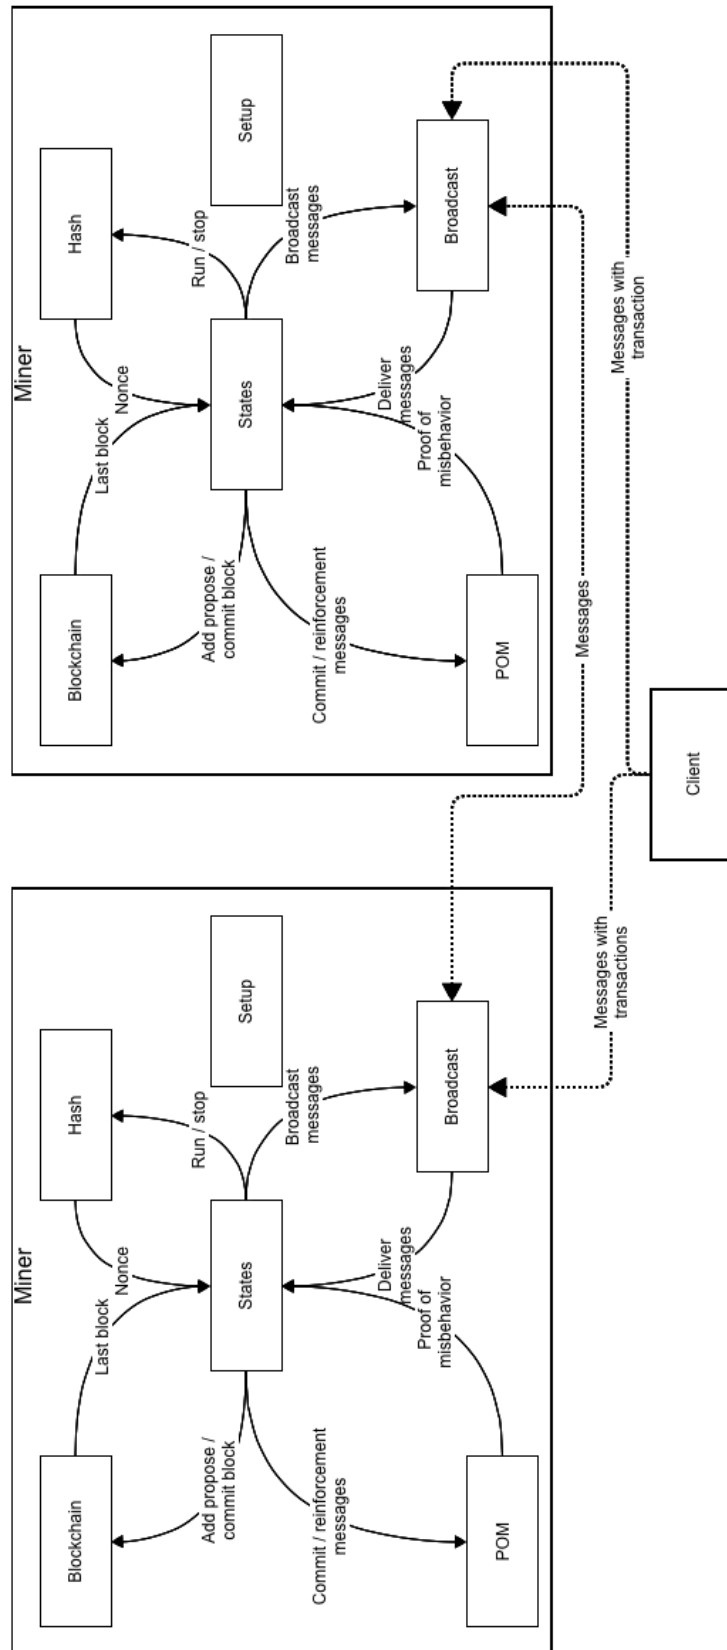 Miner
Blockchain
Last block
Nonce
Hash
Add propose /
commit block
States
Run / stop
Setup
Commit / reinforcement
messages
Deliver
messages
Broadcast
messages
Proof of
misbehavior
POM
Broadcast
Miner
Blockchain
Last block
Nonce
Hash
Add propose /
commit block
States
Run / stop
Setup
Commit / reinforcement
messages
Deliver
messages
Broadcast
messages
Proof of
misbehavior
POM
Broadcast
Messages
Messages with
transactions
Messages with
transaction
Client